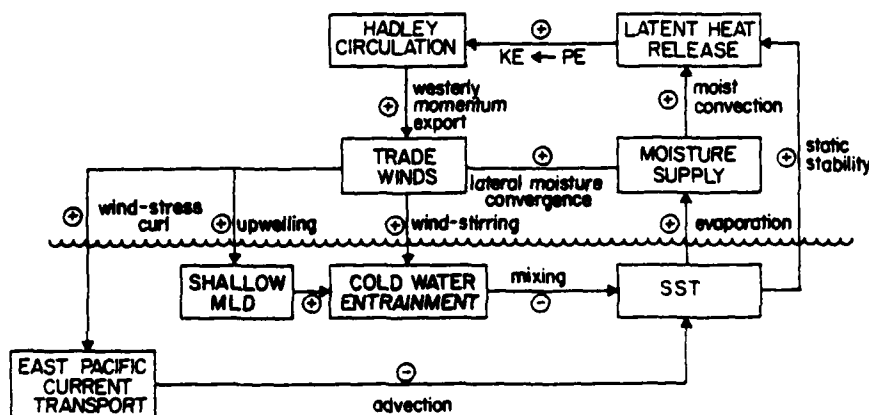 HADLEY
CIRCULATION
⊕
KE ← PE
LATENT HEAT
RELEASE
⊕
westerly
momentum
export
⊕
moist
convection
⊕
static
stability
TRADE
WINDS
⊕
lateral moisture
convergence
MOISTURE
SUPPLY
⊕
wind-stress
curl
⊕
upwelling
⊕
wind-stirring
⊕
evaporation
SHALLOW
MLD
⊕
COLD WATER
ENTRAINMENT
mixing
⊖
SST
EAST PACIFIC
CURRENT
TRANSPORT
⊖
advection